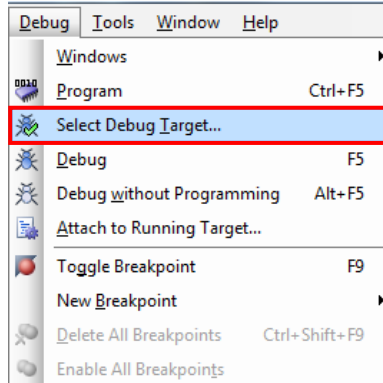 Debug Tools Window Help
Windows
Program Ctrl+F5
Select Debug Target...
Debug F5
Debug without Programming Alt+F5
Attach to Running Target...
Toggle Breakpoint F9
New Breakpoint
Delete All Breakpoints Ctrl+Shift+F9
Enable All Breakpoints